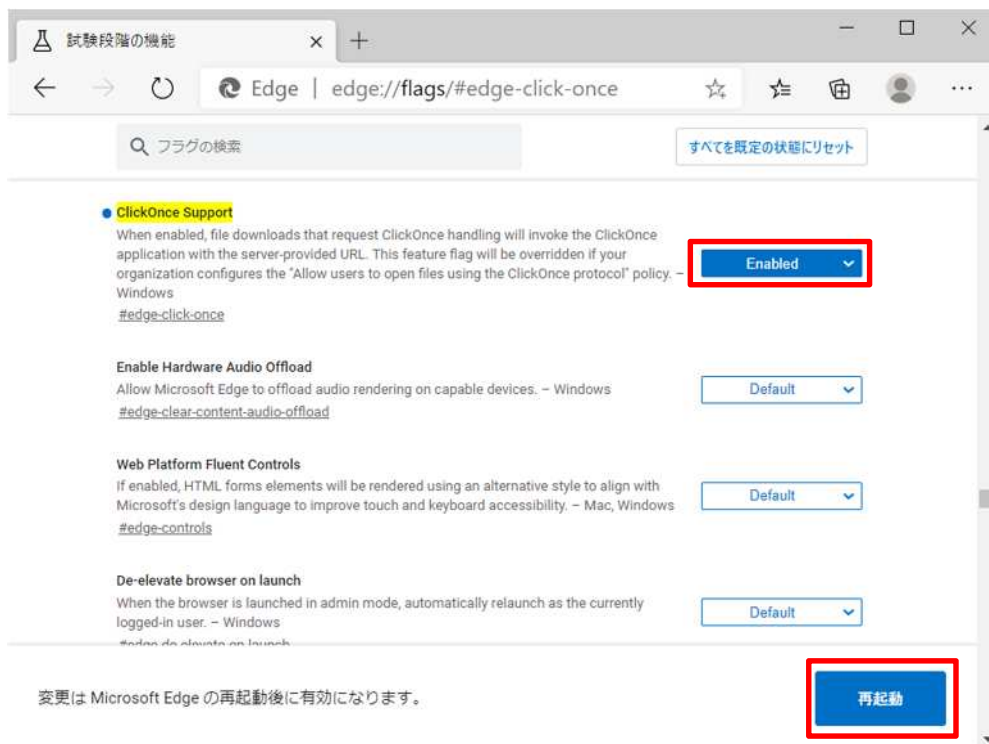 試験段階の機能
Edge | edge://flags/#edge-click-once
フラグの検索
すべてを既定の状態にリセット
ClickOnce Support
When enabled, file downloads that request ClickOnce handling will invoke the ClickOnce
application with the server-provided URL. This feature flag will be overridden if your
organization configures the "Allow users to open files using the ClickOnce protocol" policy. –
Windows
#edge-click-once
Enabled
Enable Hardware Audio Offload
Allow Microsoft Edge to offload audio rendering on capable devices. – Windows
#edge-clear-content-audio-offload
Default
Web Platform Fluent Controls
If enabled, HTML forms elements will be rendered using an alternative style to align with
Microsoft's design language to improve touch and keyboard accessibility. – Mac, Windows
#edge-controls
Default
De-elevate browser on launch
When the browser is launched in admin mode, automatically relaunch as the currently
logged-in user. – Windows
#edge-de-elevate-on-launch
Default
変更は Microsoft Edge の再起動後に有効になります。
再起動